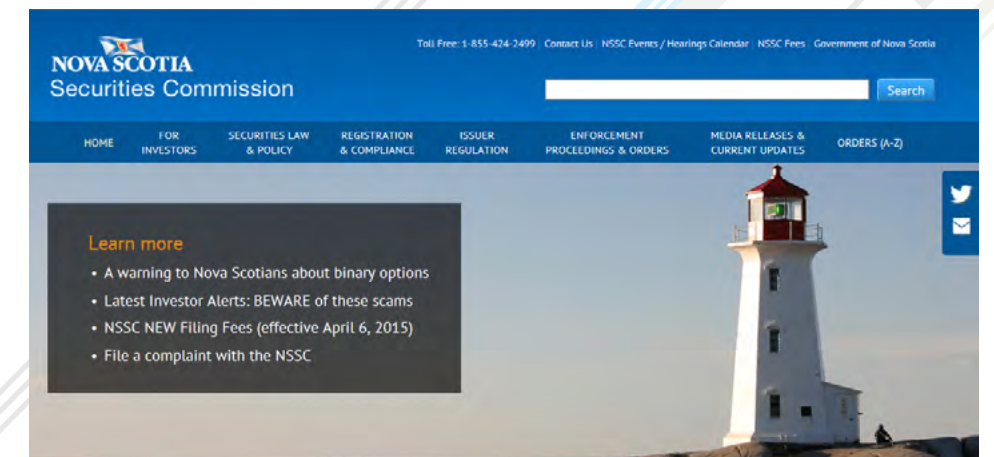 Toll Free: 1-855-424-2499 | Contact Us | NSSC Events / Hearings Calendar | NSSC Fees | Government of Nova Scotia
NOVA SCOTIA
Securities Commission
Search
HOME
FOR
INVESTORS
SECURITIES LAW
& POLICY
REGISTRATION
& COMPLIANCE
ISSUER
REGULATION
ENFORCEMENT
PROCEEDINGS & ORDERS
MEDIA RELEASES &
CURRENT UPDATES
ORDERS (A-Z)
Learn more
• A warning to Nova Scotians about binary options
• Latest Investor Alerts: BEWARE of these scams
• NSSC NEW Filing Fees (effective April 6, 2015)
• File a complaint with the NSSC